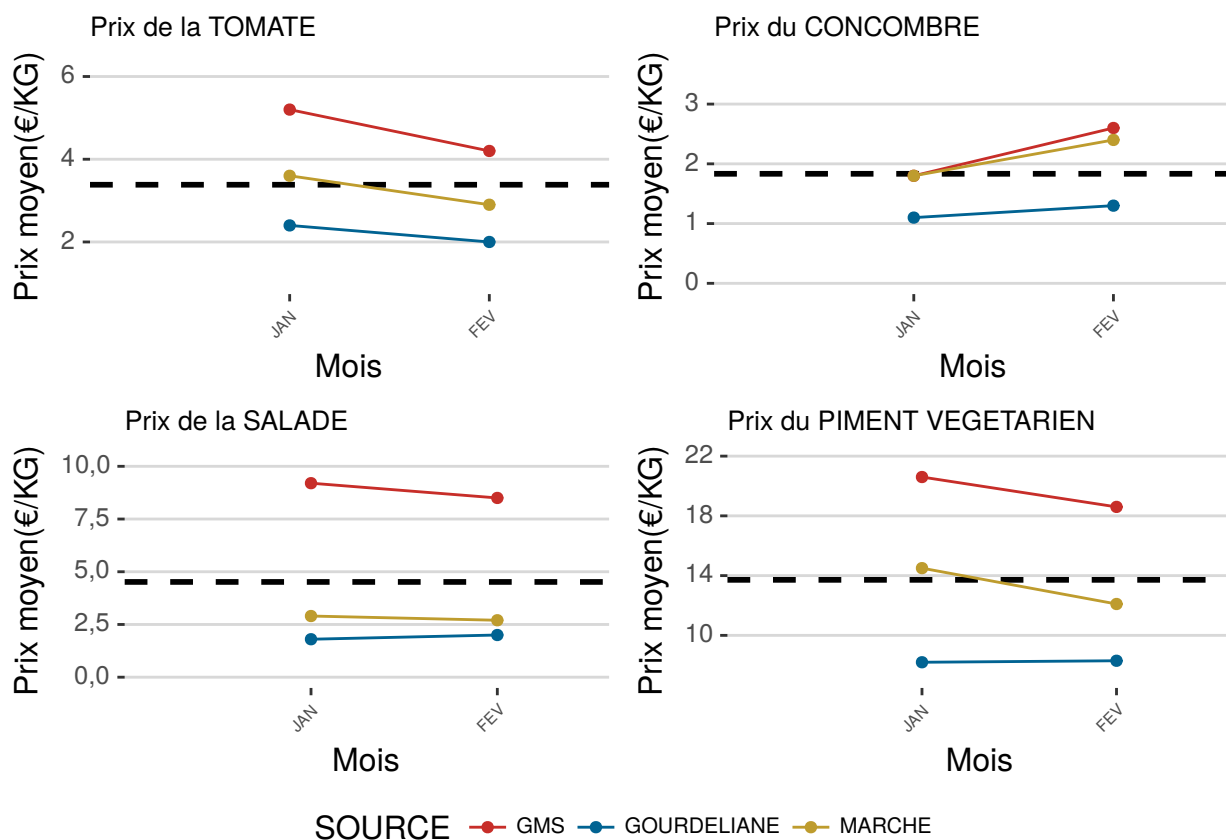 Prix de la TOMATE
Prix moyen(€/KG)
6
4
2
JAN
FEV
Mois
Prix du CONCOMBRE
Prix moyen(€/KG)
3
2
1
0
JAN
FEV
Mois
Prix de la SALADE
Prix moyen(€/KG)
10,0
7,5
5,0
2,5
0,0
JAN
FEV
Mois
Prix du PIMENT VEGETARIEN
Prix moyen(€/KG)
22
18
14
10
JAN
FEV
Mois
SOURCE GMS GOURDELIANE MARCHE